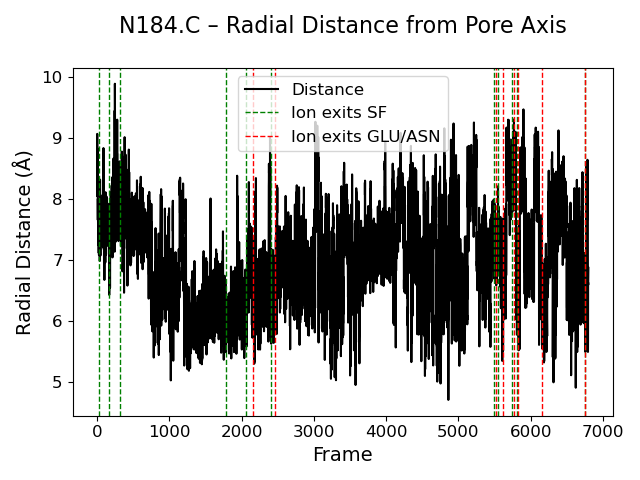 N184.C – Radial Distance from Pore Axis
Radial Distance (Å)
10
9
8
7
6
5
Distance
Ion exits SF
Ion exits GLU/ASN
0 1000 2000 3000 4000 5000 6000 7000
Frame